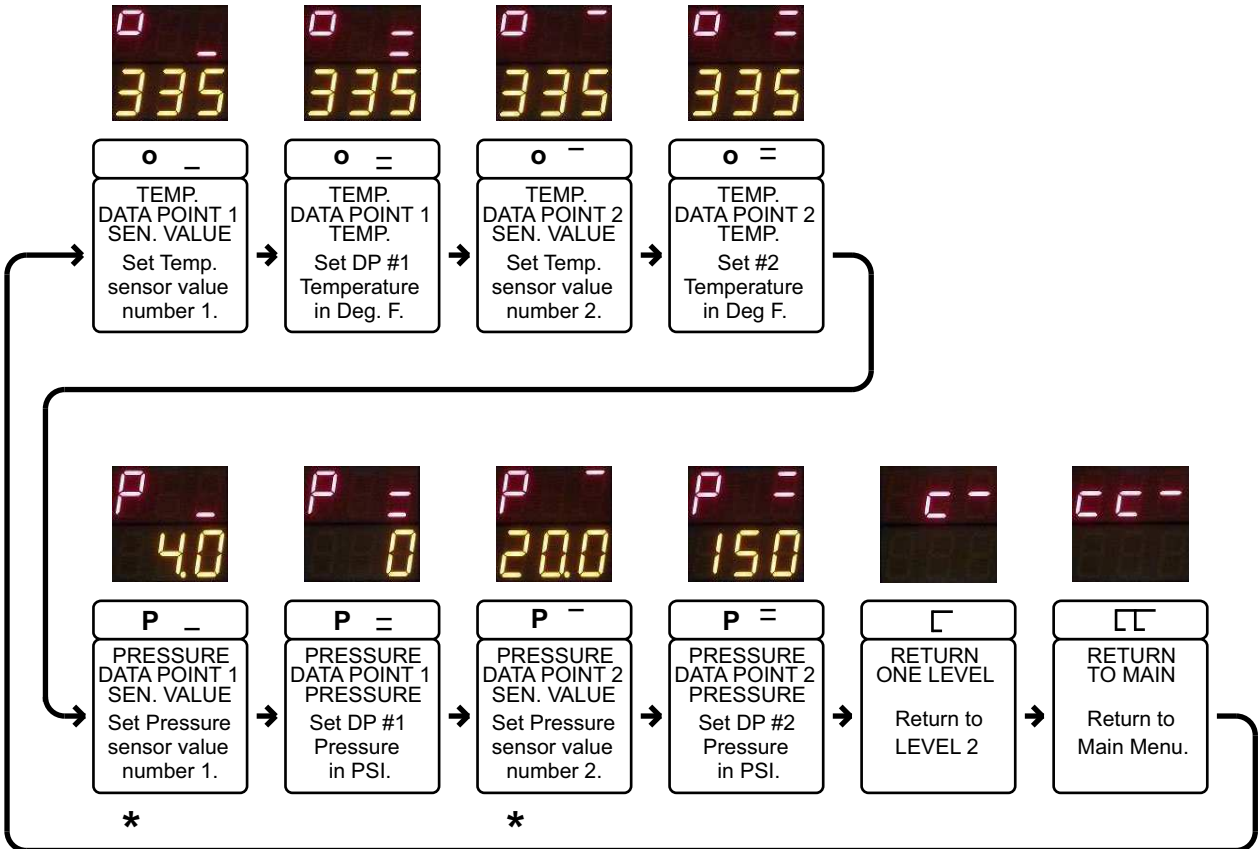 o _
335
o =
335
o ‾
335
o =
335
o _
TEMP.
DATA POINT 1
SEN. VALUE
Set Temp.
sensor value
number 1.
o =
TEMP.
DATA POINT 1
TEMP.
Set DP #1
Temperature
in Deg. F.
o ‾
TEMP.
DATA POINT 2
SEN. VALUE
Set Temp.
sensor value
number 2.
o =
TEMP.
DATA POINT 2
TEMP.
Set #2
Temperature
in Deg F.
P _
4.0
P =
0
P ‾
20.0
P =
150
c -
cc -
P _
PRESSURE
DATA POINT 1
SEN. VALUE
Set Pressure
sensor value
number 1.
*
P =
PRESSURE
DATA POINT 1
PRESSURE
Set DP #1
Pressure
in PSI.
P ‾
PRESSURE
DATA POINT 2
SEN. VALUE
Set Pressure
sensor value
number 2.
*
P =
PRESSURE
DATA POINT 2
PRESSURE
Set DP #2
Pressure
in PSI.
RETURN
ONE LEVEL
Return to
LEVEL 2
RETURN
TO MAIN
Return to
Main Menu.